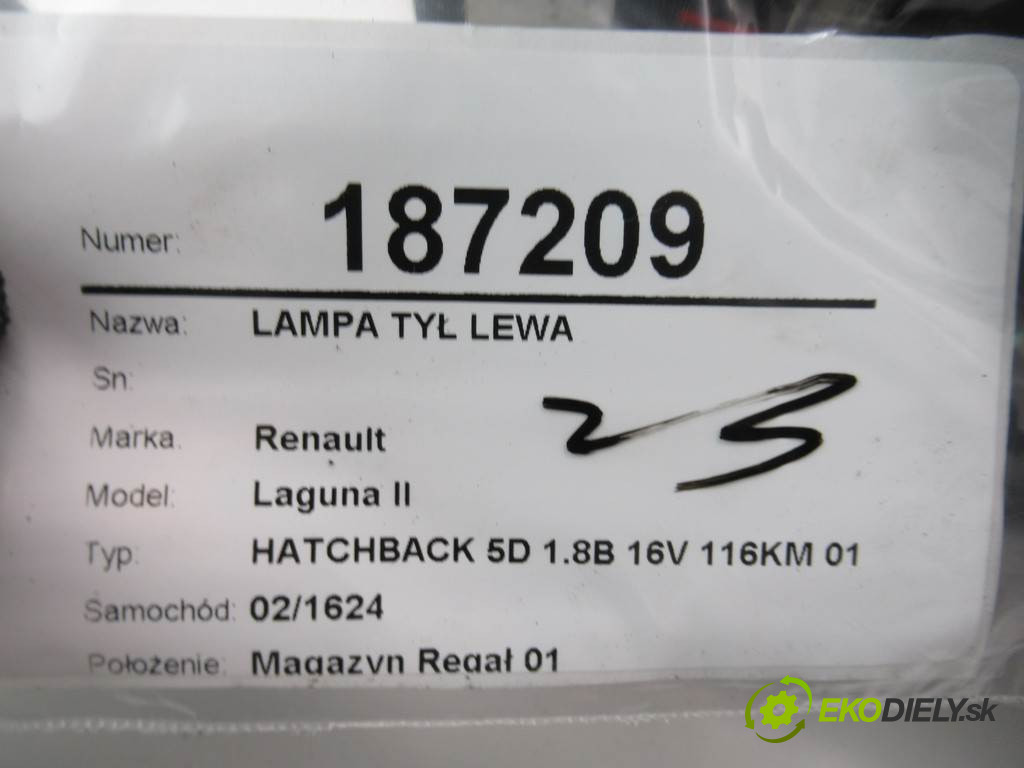 Numer: 187209
Nazwa: LAMPA TYŁ LEWA
Sn:
23
Marka: Renault
Model: Laguna II
Typ: HATCHBACK 5D 1.8B 16V 116KM 01
Samochód: 02/1624
Położenie: Magazyn Regał 01
EKODIELY.sk